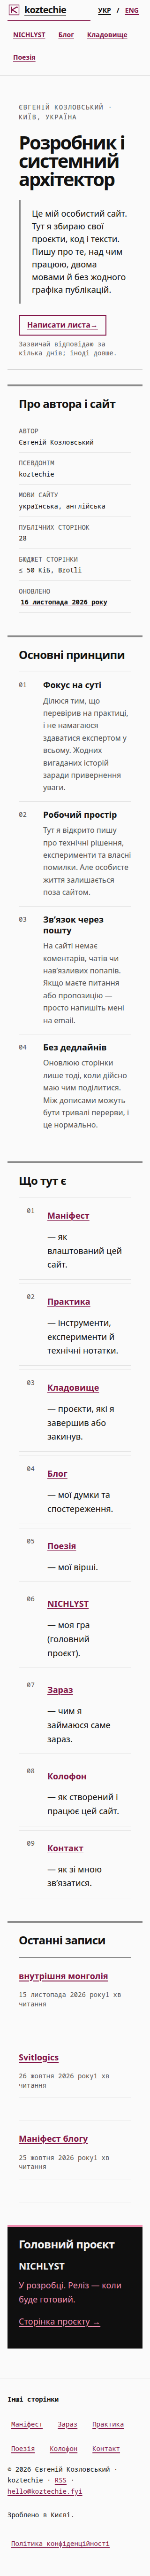 koztechie
УКР / ENG
NICHLYST Блог Кладовище
Поезія
ЄВГЕНІЙ КОЗЛОВСЬКИЙ ·
КИЇВ, УКРАЇНА
Розробник і
системний
архітектор
Це мій особистий сайт.
Тут я збираю свої
проєкти, код і тексти.
Пишу про те, над чим
працюю, двома
мовами й без жодного
графіка публікацій.
Написати листа→
Зазвичай відповідаю за
кілька днів; іноді довше.
Про автора і сайт
АВТОР
Євгеній Козловський
ПСЕВДОНІМ
koztechie
МОВИ САЙТУ
українська, англійська
ПУБЛІЧНИХ СТОРІНОК
28
БЮДЖЕТ СТОРІНКИ
≤ 50 КіБ, Brotli
ОНОВЛЕНО
16 листопада 2026 року
Основні принципи
01 Фокус на суті
Ділюся тим, що
перевірив на практиці,
і не намагаюся
здаватися експертом у
всьому. Жодних
вигаданих історій
заради привернення
уваги.
02 Робочий простір
Тут я відкрито пишу
про технічні рішення,
експерименти та власні
помилки. Але особисте
життя залишається
поза сайтом.
03 Зв’язок через
пошту
На сайті немає
коментарів, чатів чи
нав’язливих попапів.
Якщо маєте питання
або пропозицію —
просто напишіть мені
на email.
04 Без дедлайнів
Оновлюю сторінки
лише тоді, коли дійсно
маю чим поділитися.
Між дописами можуть
бути тривалі перерви, і
це нормально.
Що тут є
01 Маніфест
— як
влаштований цей
сайт.
02 Практика
— інструменти,
експерименти й
технічні нотатки.
03 Кладовище
— проєкти, які я
завершив або
закинув.
04 Блог
— мої думки та
спостереження.
05 Поезія
— мої вірші.
06 NICHLYST
— моя гра
(головний
проєкт).
07 Зараз
— чим я
займаюся саме
зараз.
08 Колофон
— як створений і
працює цей сайт.
09 Контакт
— як зі мною
зв’язатися.
Останні записи
внутрішня монголія
15 листопада 2026 року1 хв
читання
Svitlogics
26 жовтня 2026 року1 хв
читання
Маніфест блогу
25 жовтня 2026 року1 хв
читання
Головний проєкт
NICHLYST
У розробці. Реліз — коли
буде готовий.
Сторінка проєкту →
Інші сторінки
Маніфест Зараз Практика
Поезія Колофон Контакт
© 2026 Євгеній Козловський ·
koztechie · RSS ·
hello@koztechie.fyi
Зроблено в Києві.
Політика конфіденційності